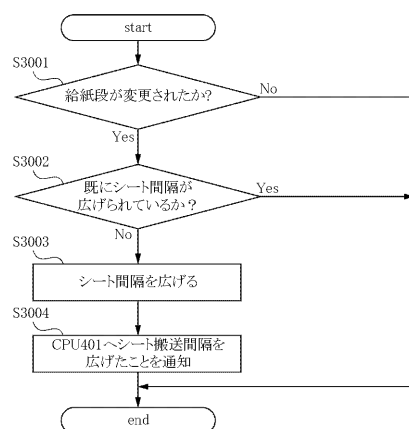 start
S3001
給紙段が変更されたか?
No
Yes
S3002
既にシート間隔が
広げられているか？
Yes
No
S3003
シート間隔を広げる
S3004
CPU401へシート搬送間隔を
広げたことを通知
end